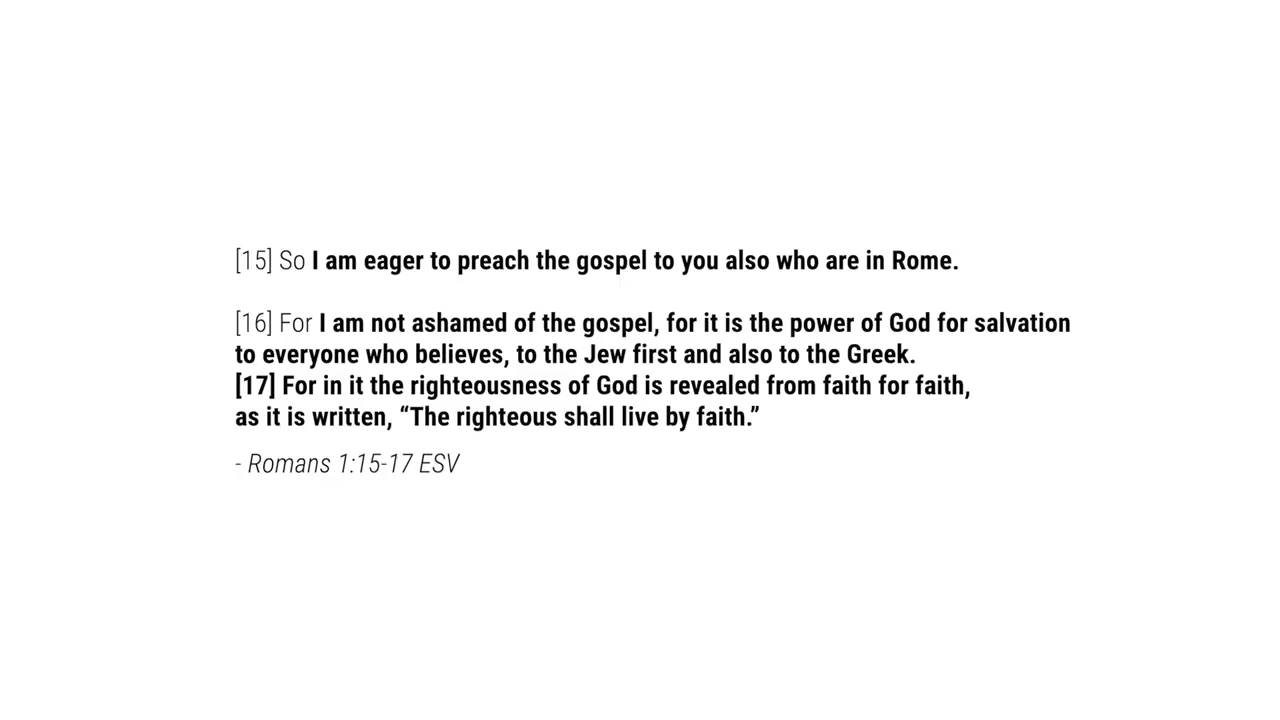 [15] So I am eager to preach the gospel to you also who are in Rome.
[16] For I am not ashamed of the gospel, for it is the power of God for salvation
to everyone who believes, to the Jew first and also to the Greek.
[17] For in it the righteousness of God is revealed from faith for faith,
as it is written, “The righteous shall live by faith.”
- Romans 1:15-17 ESV